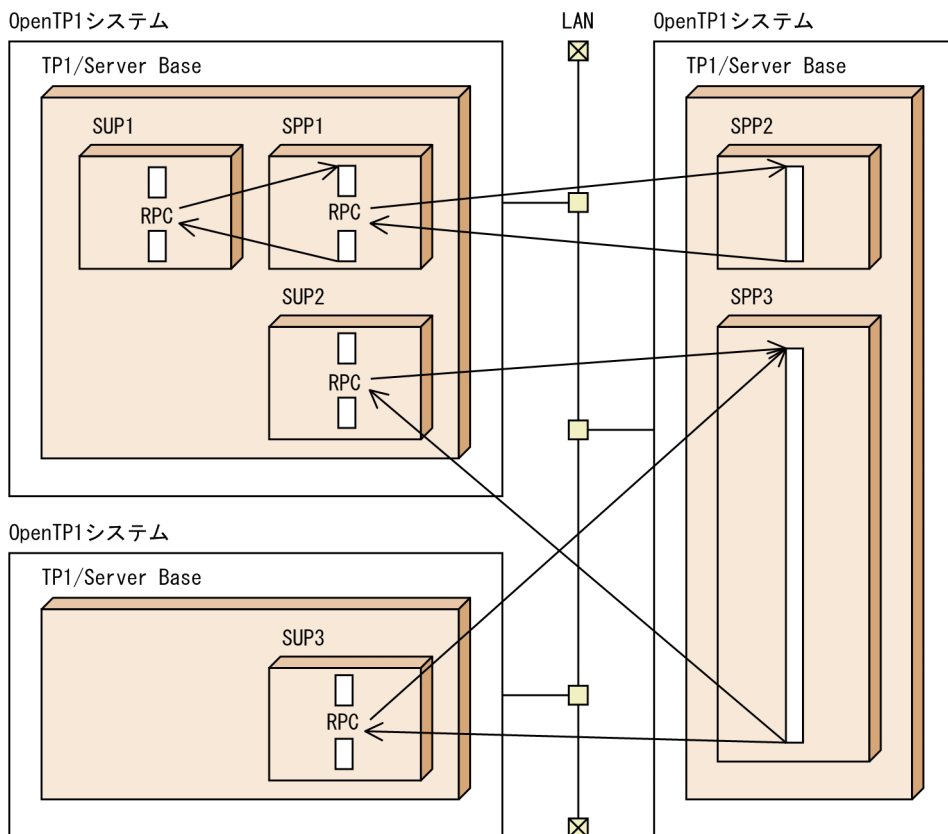 OpenTP1システム
TP1/Server Base
SUP1
SPP1
RPC
RPC
SUP2
RPC
LAN
OpenTP1システム
TP1/Server Base
SPP2
SPP3
OpenTP1システム
TP1/Server Base
SUP3
RPC